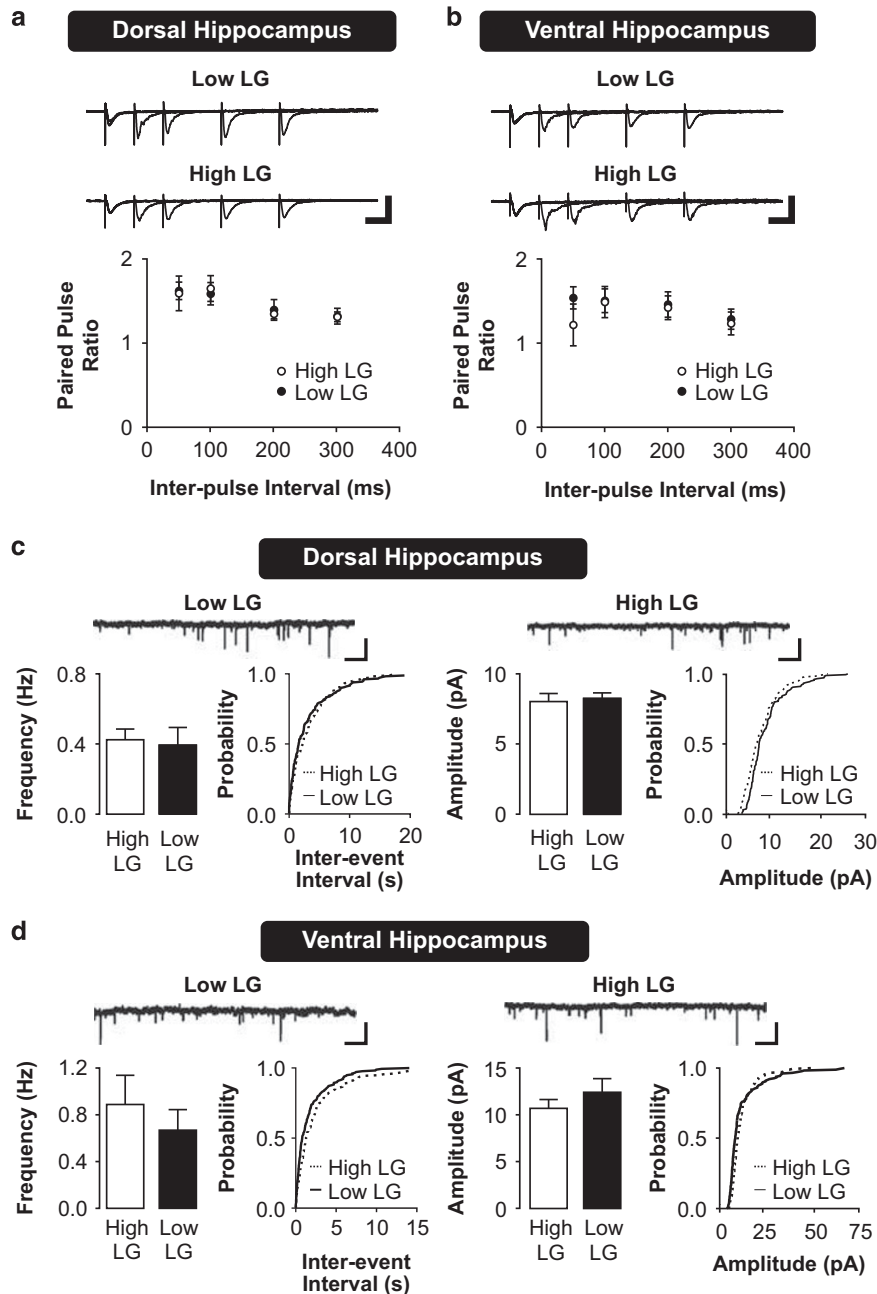 a
Dorsal Hippocampus
Low LG
High LG
2
1
0
Paired Pulse
Ratio
High LG
Low LG
0 100 200 300 400
Inter-pulse Interval (ms)
b
Ventral Hippocampus
Low LG
High LG
2
1
0
Paired Pulse
Ratio
High LG
Low LG
0 100 200 300 400
Inter-pulse Interval (ms)
c
Dorsal Hippocampus
Low LG
High LG
Frequency (Hz)
0.8
0.4
0.0
High
LG
Low
LG
Probability
1.0
0.5
0.0
High LG
Low LG
0 10 20
Inter-event
Interval (s)
Amplitude (pA)
10
5
0
High
LG
Low
LG
Probability
1.0
0.5
0.0
High LG
Low LG
0 10 20 30
Amplitude (pA)
d
Ventral Hippocampus
Low LG
High LG
Frequency (Hz)
1.2
0.8
0.4
0.0
High
LG
Low
LG
Probability
1.0
0.5
0.0
High LG
Low LG
0 5 10 15
Inter-event
Interval (s)
Amplitude (pA)
15
10
5
0
High
LG
Low
LG
Probability
1.0
0.5
0.0
High LG
Low LG
0 25 50 75
Amplitude (pA)